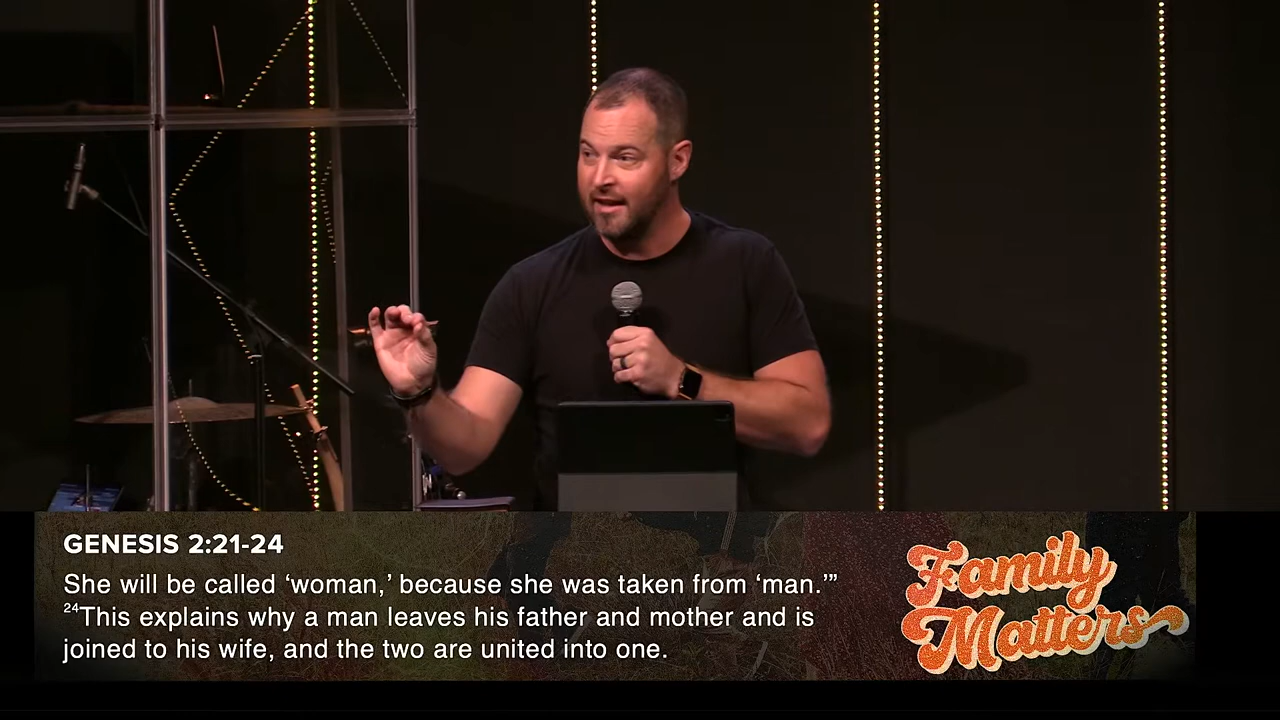 GENESIS 2:21-24
She will be called ‘woman,’ because she was taken from ‘man.’”
24This explains why a man leaves his father and mother and is
joined to his wife, and the two are united into one.
Family
Matters